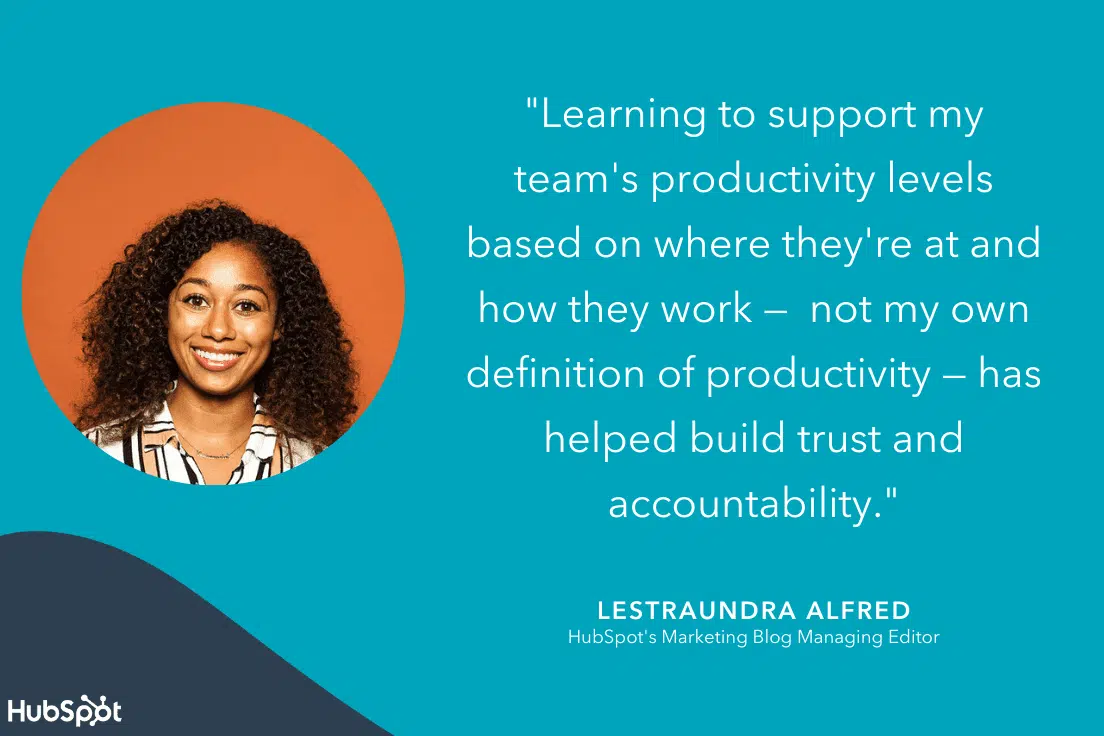 "Learning to support my
team's productivity levels
based on where they're at and
how they work –  not my own
definition of productivity – has
helped build trust and
accountability."
LESTRAUNDRA ALFRED
HubSpot's Marketing Blog Managing Editor
HubSpot